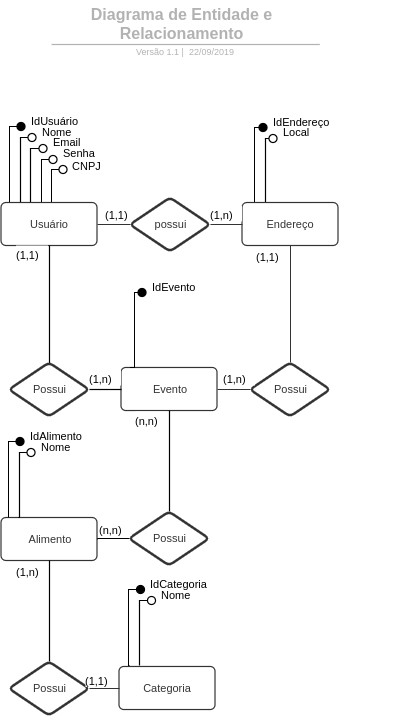 Diagrama de Entidade e
Relacionamento
Versão 1.1 | 22/09/2019
IdUsuário
Nome
Email
Senha
CNPJ
IdEndereço
Local
Usuário
(1,1)
possui
(1,n)
Endereço
(1,1)
(1,1)
IdEvento
Possui
(1,n)
Evento
(1,n)
Possui
(n,n)
IdAlimento
Nome
Alimento
(n,n)
Possui
(1,n)
IdCategoria
Nome
Possui
(1,1)
Categoria